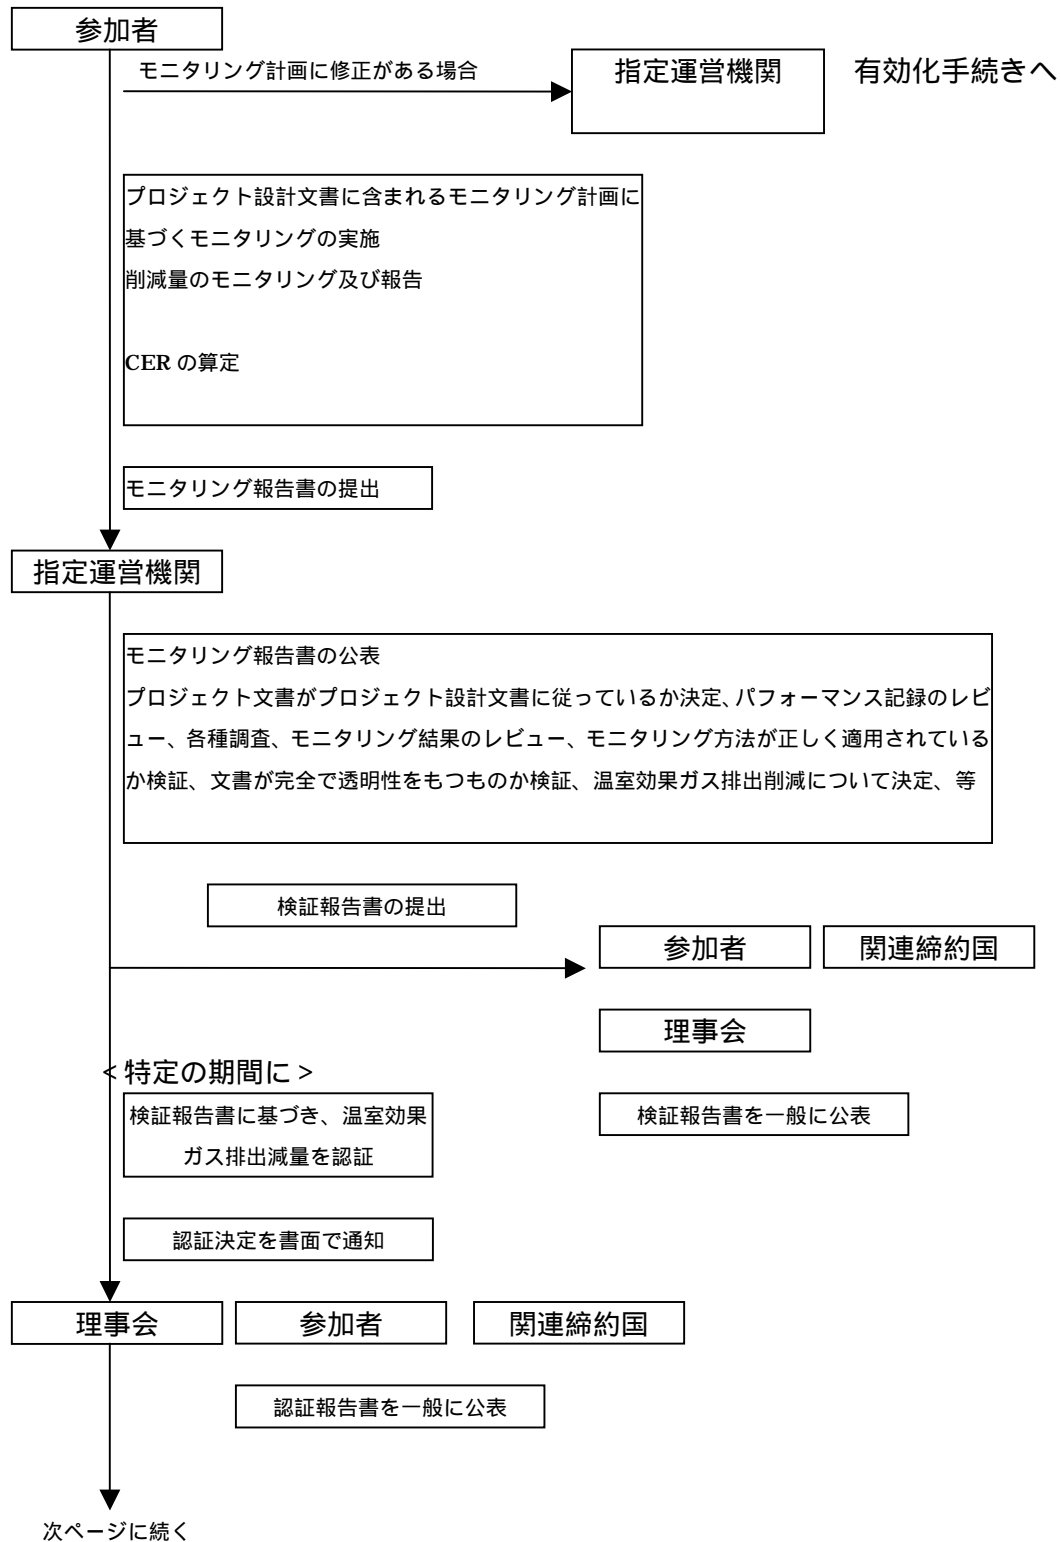 参加者
モニタリング計画に修正がある場合
指定運営機関
有効化手続きへ
プロジェクト設計文書に含まれるモニタリング計画に
基づくモニタリングの実施
削減量のモニタリング及び報告
CER の算定
モニタリング報告書の提出
指定運営機関
モニタリング報告書の公表
プロジェクト文書がプロジェクト設計文書に従っているか決定、パフォーマンス記録のレビ
ュー、各種調査、モニタリング結果のレビュー、モニタリング方法が正しく適用されている
か検証、文書が完全で透明性をもつものか検証、温室効果ガス排出削減について決定、等
検証報告書の提出
参加者
関連締約国
理事会
＜特定の期間に＞
検証報告書に基づき、温室効果
ガス排出減量を認証
検証報告書を一般に公表
認証決定を書面で通知
理事会
参加者
関連締約国
認証報告書を一般に公表
次ページに続く